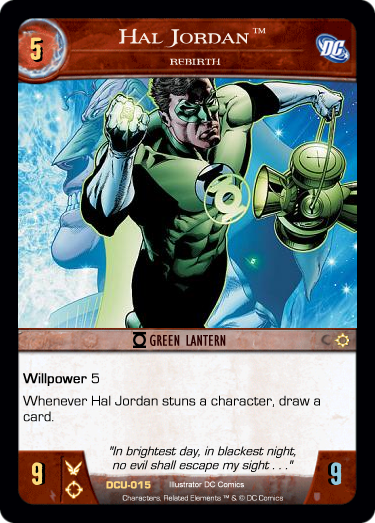 5
HAL JORDAN™
REBIRTH
DC
GREEN LANTERN
Willpower 5
Whenever Hal Jordan stuns a character, draw a
card.
"In brightest day, in blackest night,
no evil shall escape my sight . . ."
9
9
DCU-015 Illustrator DC Comics
Characters, Related Elements ™ & © DC Comics